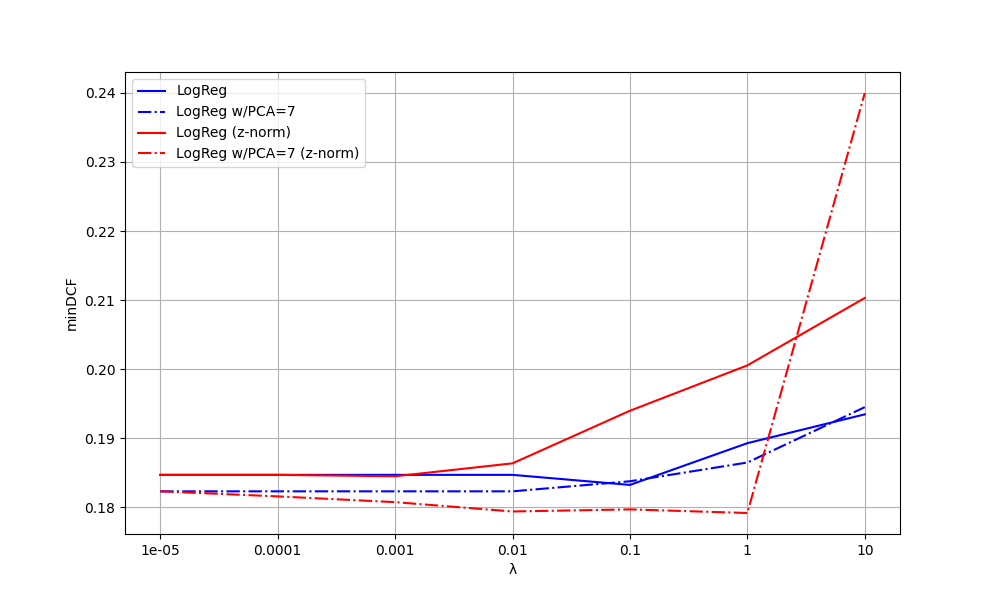 LogReg
LogReg w/PCA=7
LogReg (z-norm)
LogReg w/PCA=7 (z-norm)
minDCF
0.24
0.23
0.22
0.21
0.20
0.19
0.18
1e-05 0.0001 0.001 0.01 0.1 1 10
λ